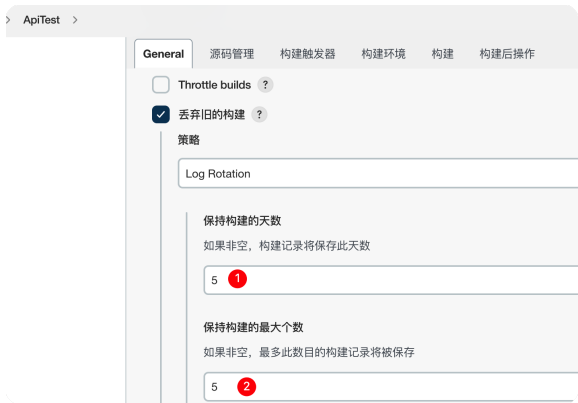 ApiTest
General 源码管理 构建触发器 构建环境 构建 构建后操作
Throttle builds ?
丢弃旧的构建 ?
策略
Log Rotation
保持构建的天数
如果非空，构建记录将保存此天数
5 1
保持构建的最大个数
如果非空，最多此数目的构建记录将被保存
5 2